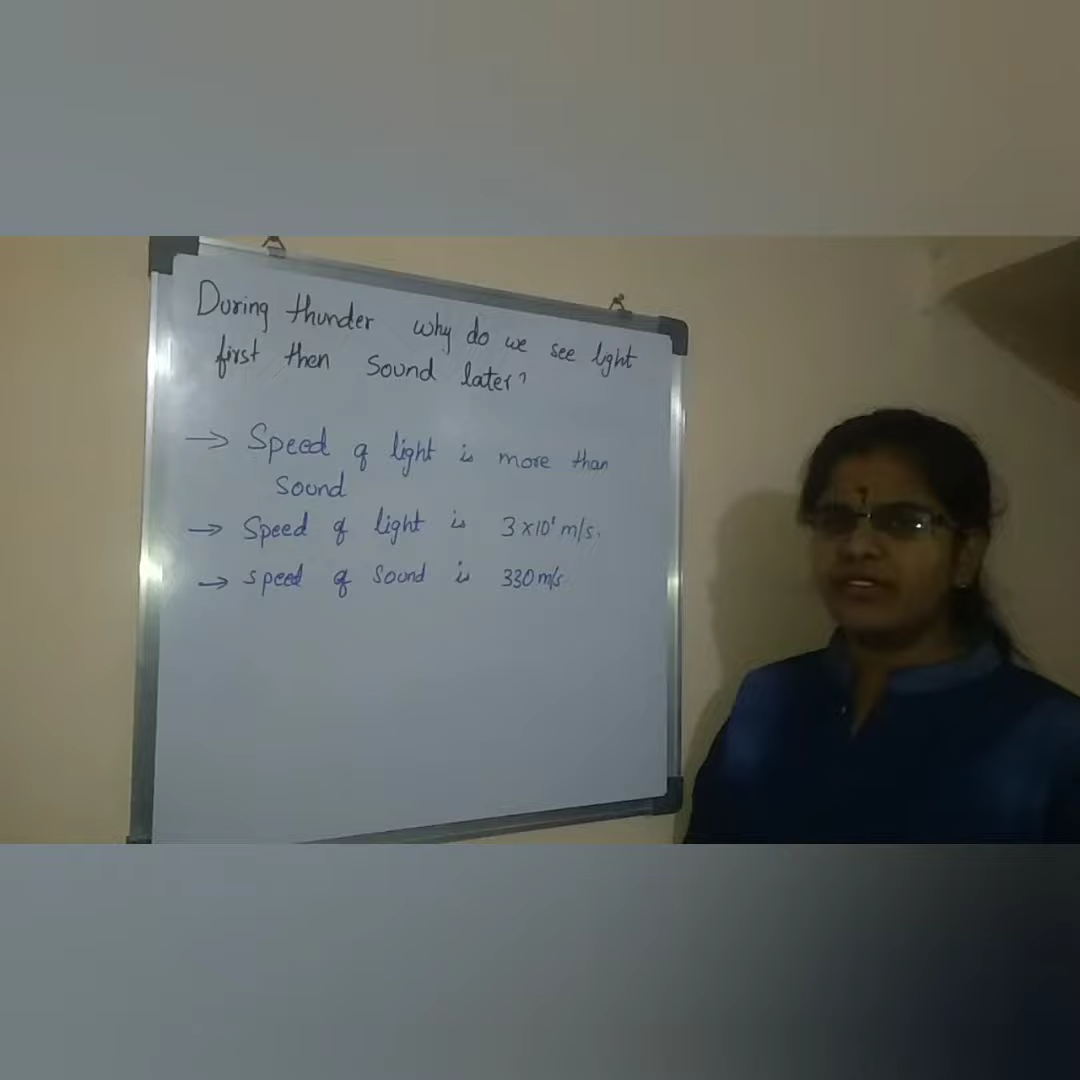 During thunder why do we see light
first then Sound later?
→ Speed of light is more than
Sound
→ Speed of light is 3×10⁸ m/s.
→ speed of sound is 330 m/s